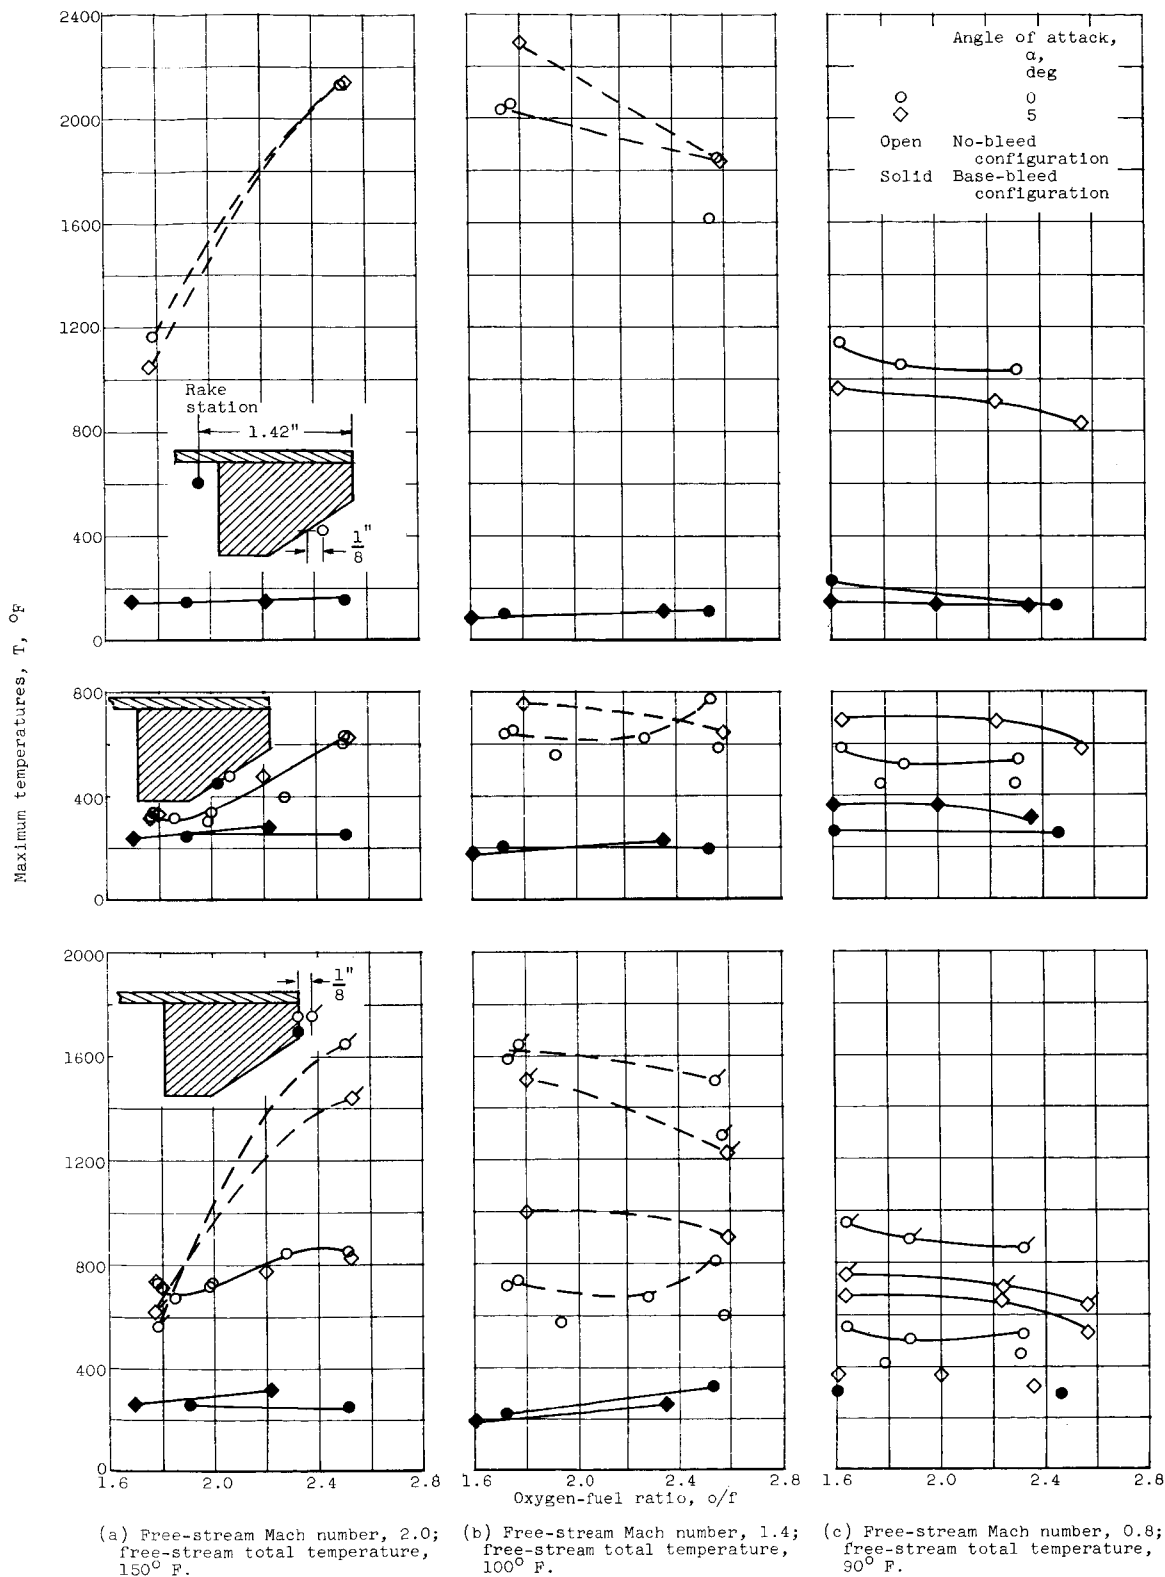 2400
2000
1600
1200
800
400
0
Angle of attack,
α,
deg
0
5
Open No-bleed
configuration
Solid Base-bleed
configuration
Rake
station
1.42"
1/8"
Maximum temperatures, T, °F
800
400
0
2000
1600
1200
800
400
0
1/8"
1.6 2.0 2.4 2.8
1.6 2.0 2.4 2.8
1.6 2.0 2.4 2.8
Oxygen-fuel ratio, o/f
(a) Free-stream Mach number, 2.0;
free-stream total temperature,
150° F.
(b) Free-stream Mach number, 1.4;
free-stream total temperature,
100° F.
(c) Free-stream Mach number, 0.8;
free-stream total temperature,
90° F.